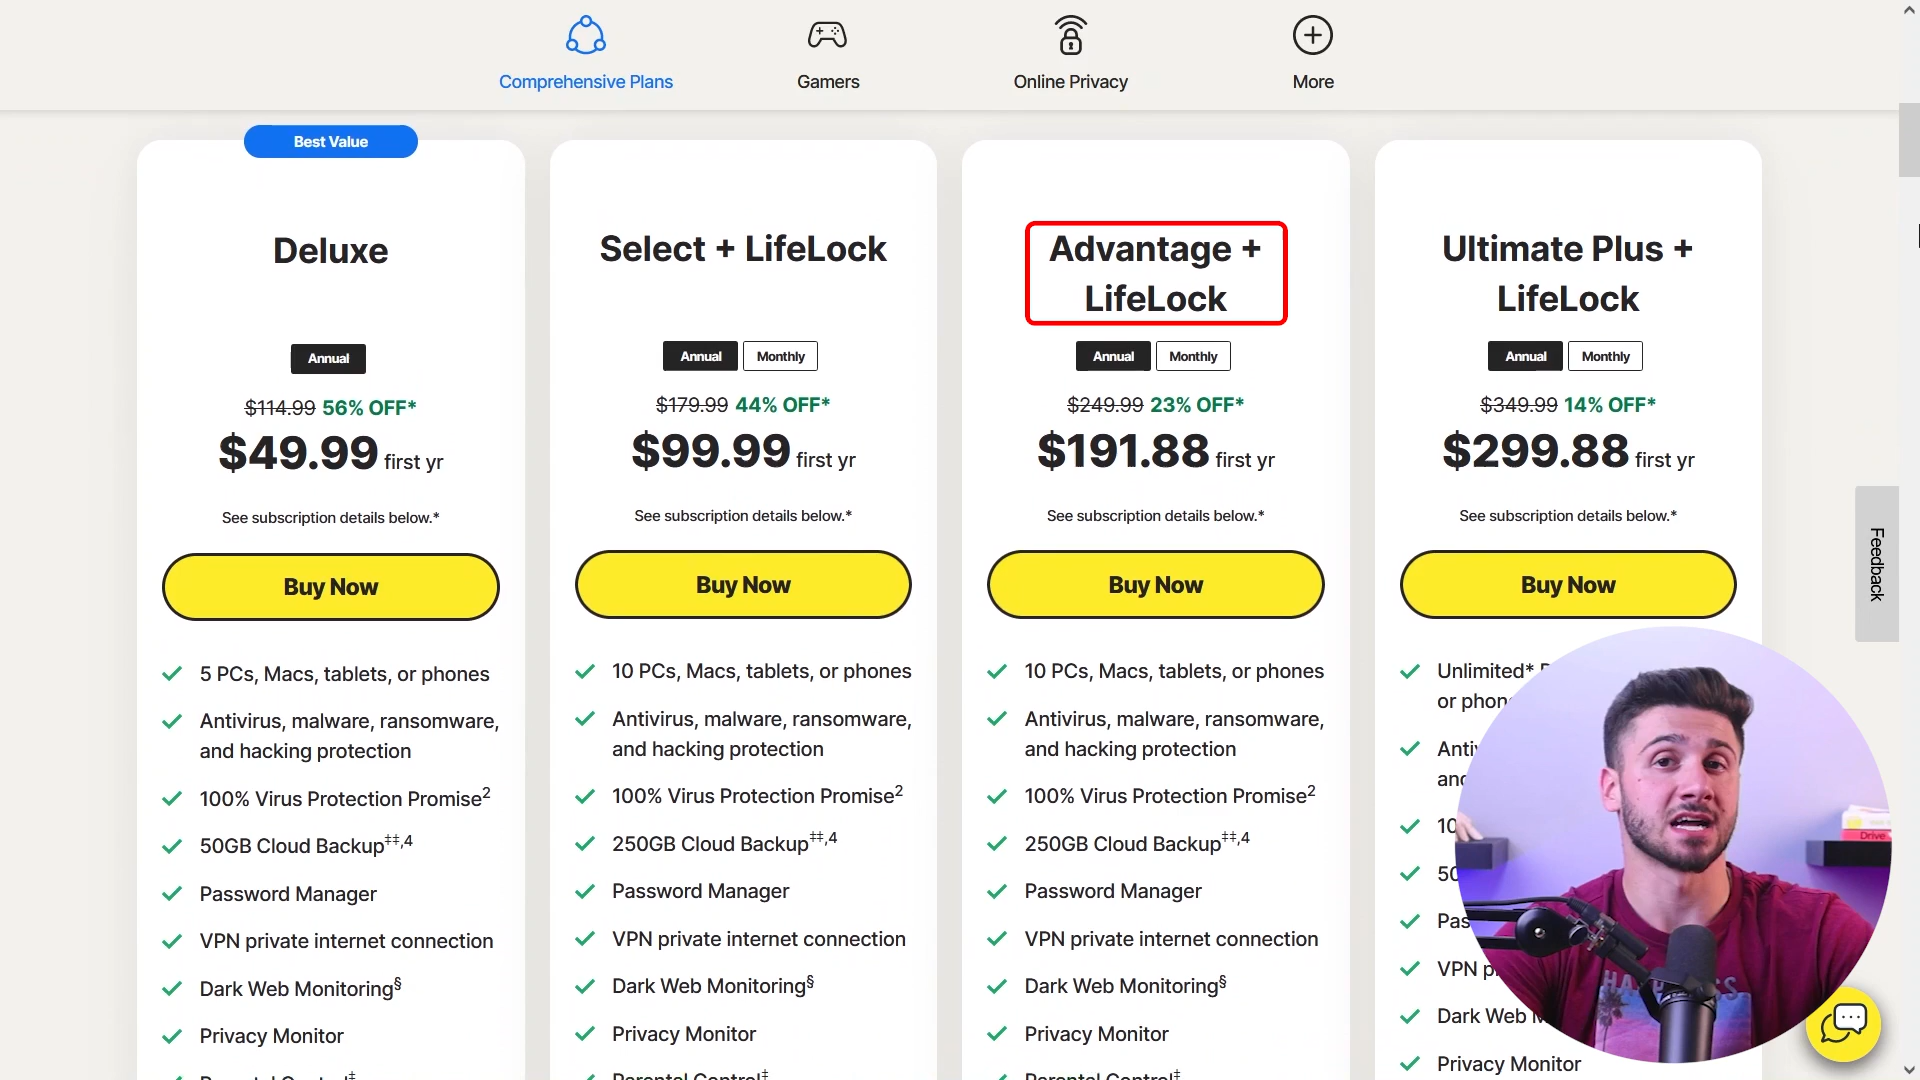 Comprehensive Plans
Gamers
Online Privacy
More
Best Value
Deluxe
Annual
$114.99 56% OFF*
$49.99 first yr
See subscription details below.*
Buy Now
5 PCs, Macs, tablets, or phones
Antivirus, malware, ransomware,
and hacking protection
100% Virus Protection Promise2
50GB Cloud Backup‡‡,4
Password Manager
VPN private internet connection
Dark Web Monitoring§
Privacy Monitor
Select + LifeLock
Annual Monthly
$179.99 44% OFF*
$99.99 first yr
See subscription details below.*
Buy Now
10 PCs, Macs, tablets, or phones
Antivirus, malware, ransomware,
and hacking protection
100% Virus Protection Promise2
250GB Cloud Backup‡‡,4
Password Manager
VPN private internet connection
Dark Web Monitoring§
Privacy Monitor
Parental Control‡
Advantage +
LifeLock
Annual Monthly
$249.99 23% OFF*
$191.88 first yr
See subscription details below.*
Buy Now
10 PCs, Macs, tablets, or phones
Antivirus, malware, ransomware,
and hacking protection
100% Virus Protection Promise2
250GB Cloud Backup‡‡,4
Password Manager
VPN private internet connection
Dark Web Monitoring§
Privacy Monitor
Parental Control‡
Ultimate Plus +
LifeLock
Annual Monthly
$349.99 14% OFF*
$299.88 first yr
See subscription details below.*
Buy Now
Unlimited*
or
VPN
Dark Web
Privacy Monitor
Feedback
Drive